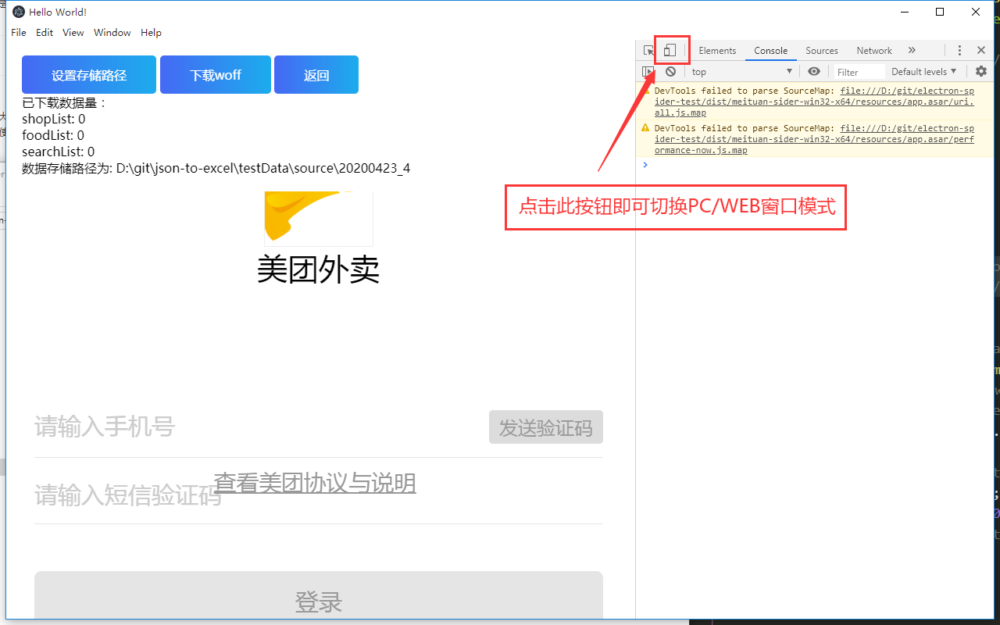 Hello World!
File Edit View Window Help
设置存储路径 下载woff 返回
已下载数据量：
shopList: 0
foodList: 0
searchList: 0
数据存储路径为: D:\git\json-to-excel\testData\source\20200423_4
美团外卖
请输入手机号
发送验证码
请输入短信验证码
查看美团协议与说明
登录
Elements Console Sources Network »
top Filter Default levels
DevTools failed to parse SourceMap: file:///D:/git/electron-sp
ider-test/dist/meituan-sider-win32-x64/resources/app.asar/uri.
all.js.map
DevTools failed to parse SourceMap: file:///D:/git/electron-sp
ider-test/dist/meituan-sider-win32-x64/resources/app.asar/perf
ormance-now.js.map
点击此按钮即可切换PC/WEB窗口模式